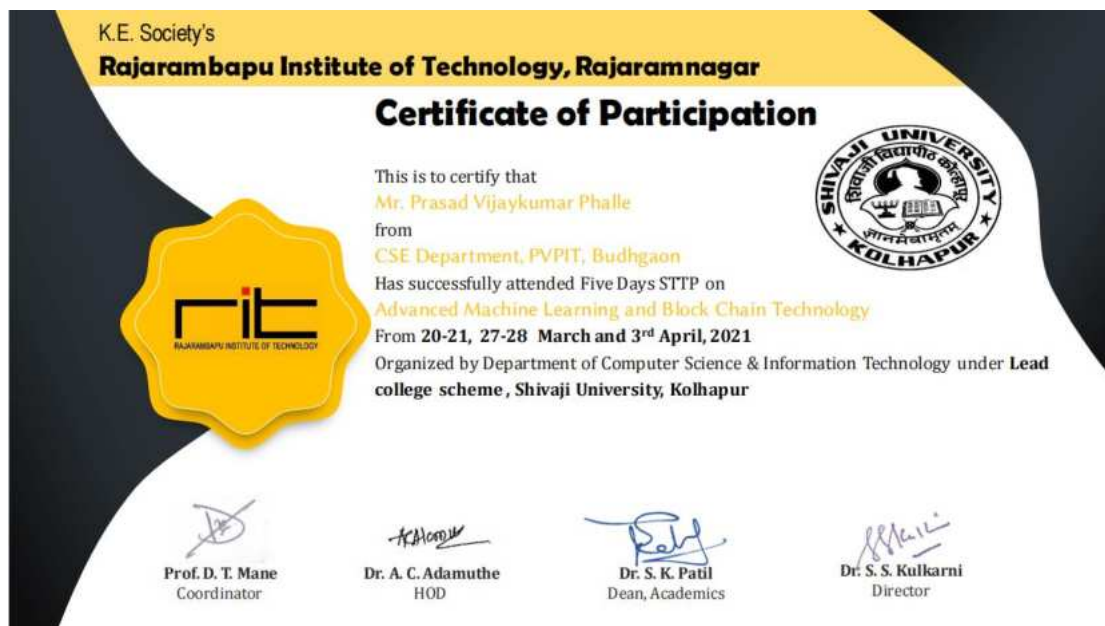 K.E. Society's
Rajarambapu Institute of Technology, Rajaramnagar
Certificate of Participation
SHIVAJI UNIVERSITY
शिवाजी विद्यापीठ कोल्हापूर
ज्ञानमेवामृतम्
★ KOLHAPUR ★
This is to certify that
Mr. Prasad Vijaykumar Phalle
from
CSE Department, PVPIT, Budhgaon
Has successfully attended Five Days STTP on
Advanced Machine Learning and Block Chain Technology
From 20-21, 27-28 March and 3rd April, 2021
Organized by Department of Computer Science & Information Technology under Lead
college scheme , Shivaji University, Kolhapur
rit
RAJARAMBAPU INSTITUTE OF TECHNOLOGY
Prof. D. T. Mane
Coordinator
Dr. A. C. Adamuthe
HOD
Dr. S. K. Patil
Dean, Academics
Dr. S. S. Kulkarni
Director